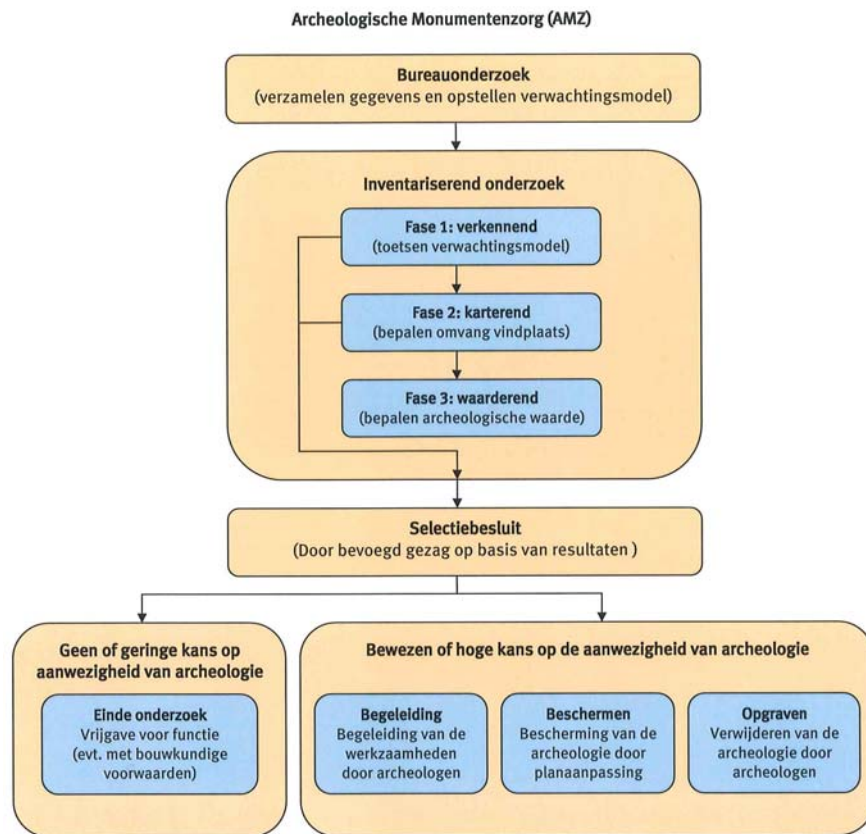 Archeologische Monumentenzorg (AMZ)
Bureauonderzoek
(verzamelen gegevens en opstellen verwachtingsmodel)
Inventariserend onderzoek
Fase 1: verkennend
(toetsen verwachtingsmodel)
Fase 2: karterend
(bepalen omvang vindplaats)
Fase 3: waarderend
(bepalen archeologische waarde)
Selectiebesluit
(Door bevoegd gezag op basis van resultaten )
Geen of geringe kans op
aanwezigheid van archeologie
Einde onderzoek
Vrijgave voor functie
(evt. met bouwkundige
voorwaarden)
Bewezen of hoge kans op de aanwezigheid van archeologie
Begeleiding
Begeleiding van de
werkzaamheden
door archeologen
Beschermen
Bescherming van de
archeologie door
planaanpassing
Opgraven
Verwijderen van de
archeologie door
archeologen